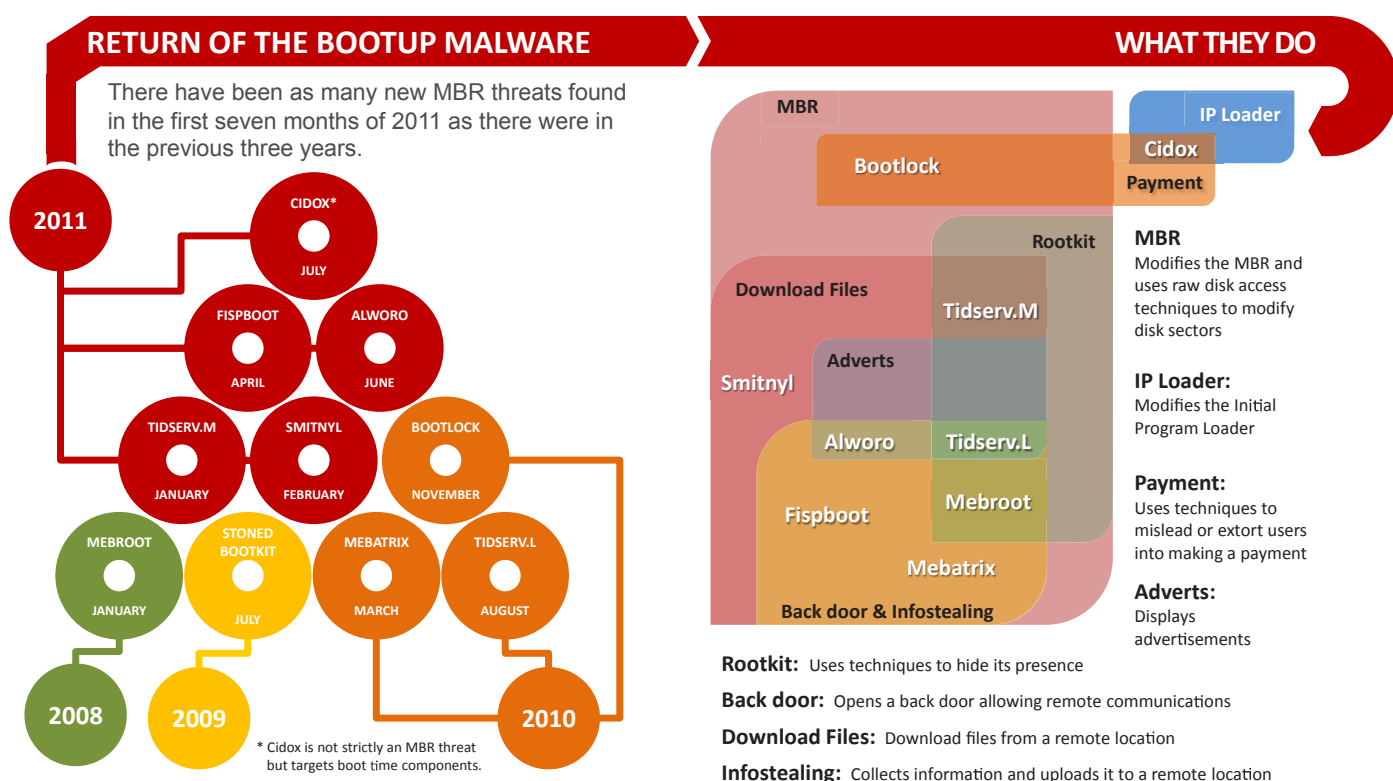 RETURN OF THE BOOTUP MALWARE
There have been as many new MBR threats found
in the first seven months of 2011 as there were in
the previous three years.
2011
CIDOX*
JULY
FISPBOOT
APRIL
ALWORO
JUNE
TIDSERV.M
JANUARY
SMITNYL
FEBRUARY
BOOTLOCK
NOVEMBER
MEBROOT
JANUARY
STONED
BOOTKIT
JULY
MEBATRIX
MARCH
TIDSERV.L
AUGUST
2008
2009
2010
* Cidox is not strictly an MBR threat
but targets boot time components.
WHAT THEY DO
MBR
IP Loader
Bootlock
Cidox
Payment
Rootkit
Download Files
Tidserv.M
Adverts
Smitnyl
Alworo
Tidserv.L
Fispboot
Mebroot
Mebatrix
Back door & Infostealing
MBR
Modifies the MBR and
uses raw disk access
techniques to modify
disk sectors
IP Loader:
Modifies the Initial
Program Loader
Payment:
Uses techniques to
mislead or extort users
into making a payment
Adverts:
Displays
advertisements
Rootkit: Uses techniques to hide its presence
Back door: Opens a back door allowing remote communications
Download Files: Download files from a remote location
Infostealing: Collects information and uploads it to a remote location